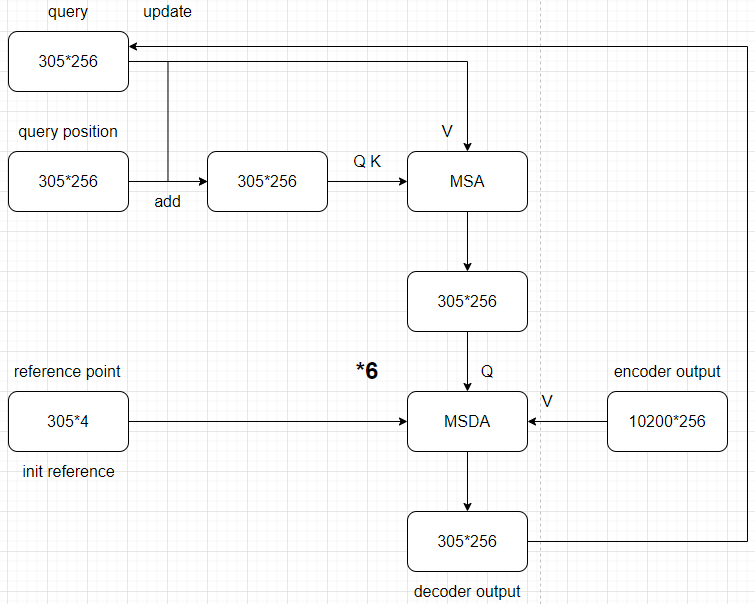 query
update
305*256
query position
V
Q K
305*256
305*256
MSA
add
305*256
reference point
*6
Q
encoder output
V
305*4
MSDA
10200*256
init reference
305*256
decoder output